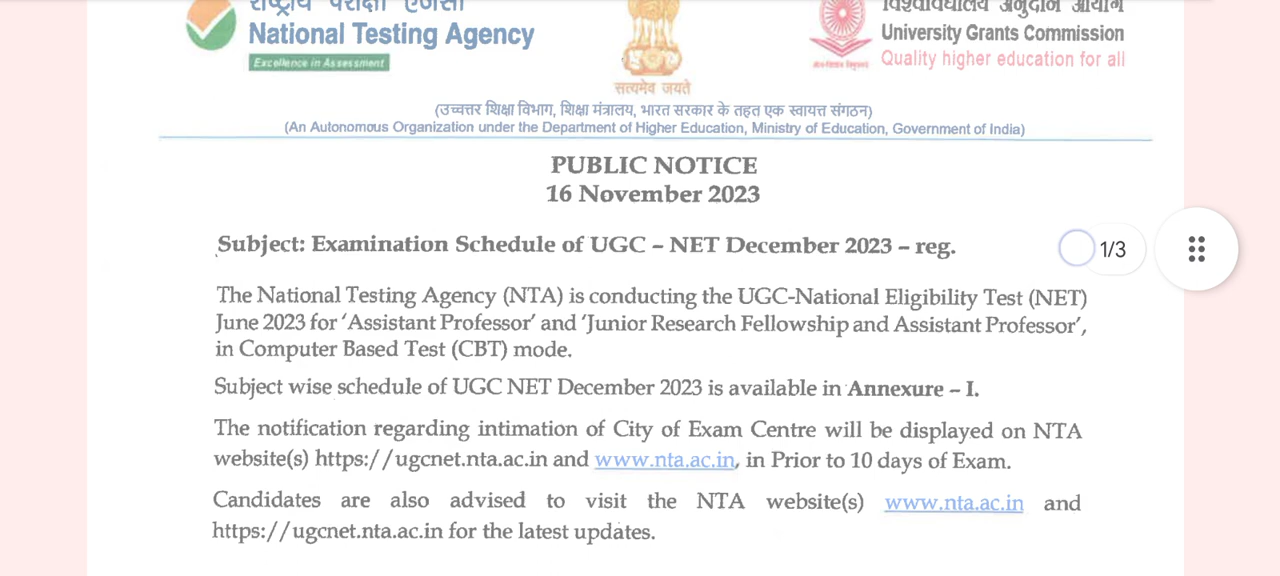 राष्ट्रीय परीक्षा एजेंसी
National Testing Agency
Excellence in Assessment
सत्यमेव जयते
विश्वविद्यालय अनुदान आयोग
University Grants Commission
Quality higher education for all
(उच्चतर शिक्षा विभाग, शिक्षा मंत्रालय, भारत सरकार के तहत एक स्वायत्त संगठन)
(An Autonomous Organization under the Department of Higher Education, Ministry of Education, Government of India)
PUBLIC NOTICE
16 November 2023
Subject: Examination Schedule of UGC – NET December 2023 – reg.
1/3
The National Testing Agency (NTA) is conducting the UGC-National Eligibility Test (NET)
June 2023 for 'Assistant Professor' and 'Junior Research Fellowship and Assistant Professor',
in Computer Based Test (CBT) mode.
Subject wise schedule of UGC NET December 2023 is available in Annexure – I.
The notification regarding intimation of City of Exam Centre will be displayed on NTA
website(s) https://ugcnet.nta.ac.in and www.nta.ac.in, in Prior to 10 days of Exam.
Candidates are also advised to visit the NTA website(s) www.nta.ac.in and
https://ugcnet.nta.ac.in for the latest updates.